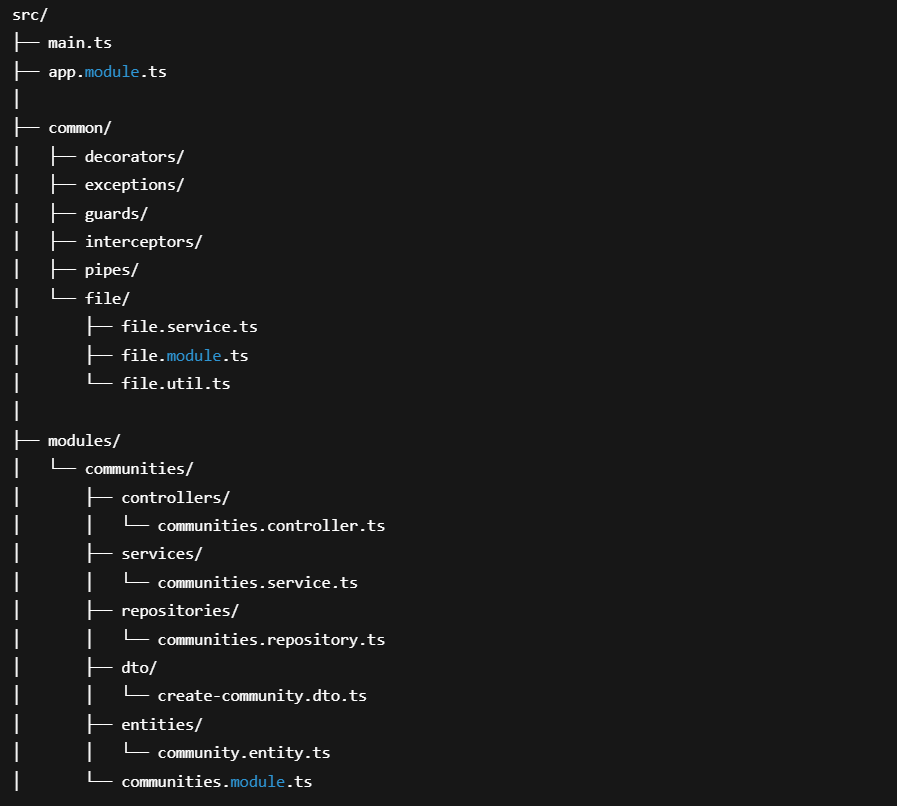 src/
├── main.ts
├── app.module.ts
│
├── common/
│   ├── decorators/
│   ├── exceptions/
│   ├── guards/
│   ├── interceptors/
│   ├── pipes/
│   └── file/
│       ├── file.service.ts
│       ├── file.module.ts
│       └── file.util.ts
│
├── modules/
│   └── communities/
│       ├── controllers/
│       │   └── communities.controller.ts
│       ├── services/
│       │   └── communities.service.ts
│       ├── repositories/
│       │   └── communities.repository.ts
│       ├── dto/
│       │   └── create-community.dto.ts
│       ├── entities/
│       │   └── community.entity.ts
│       └── communities.module.ts